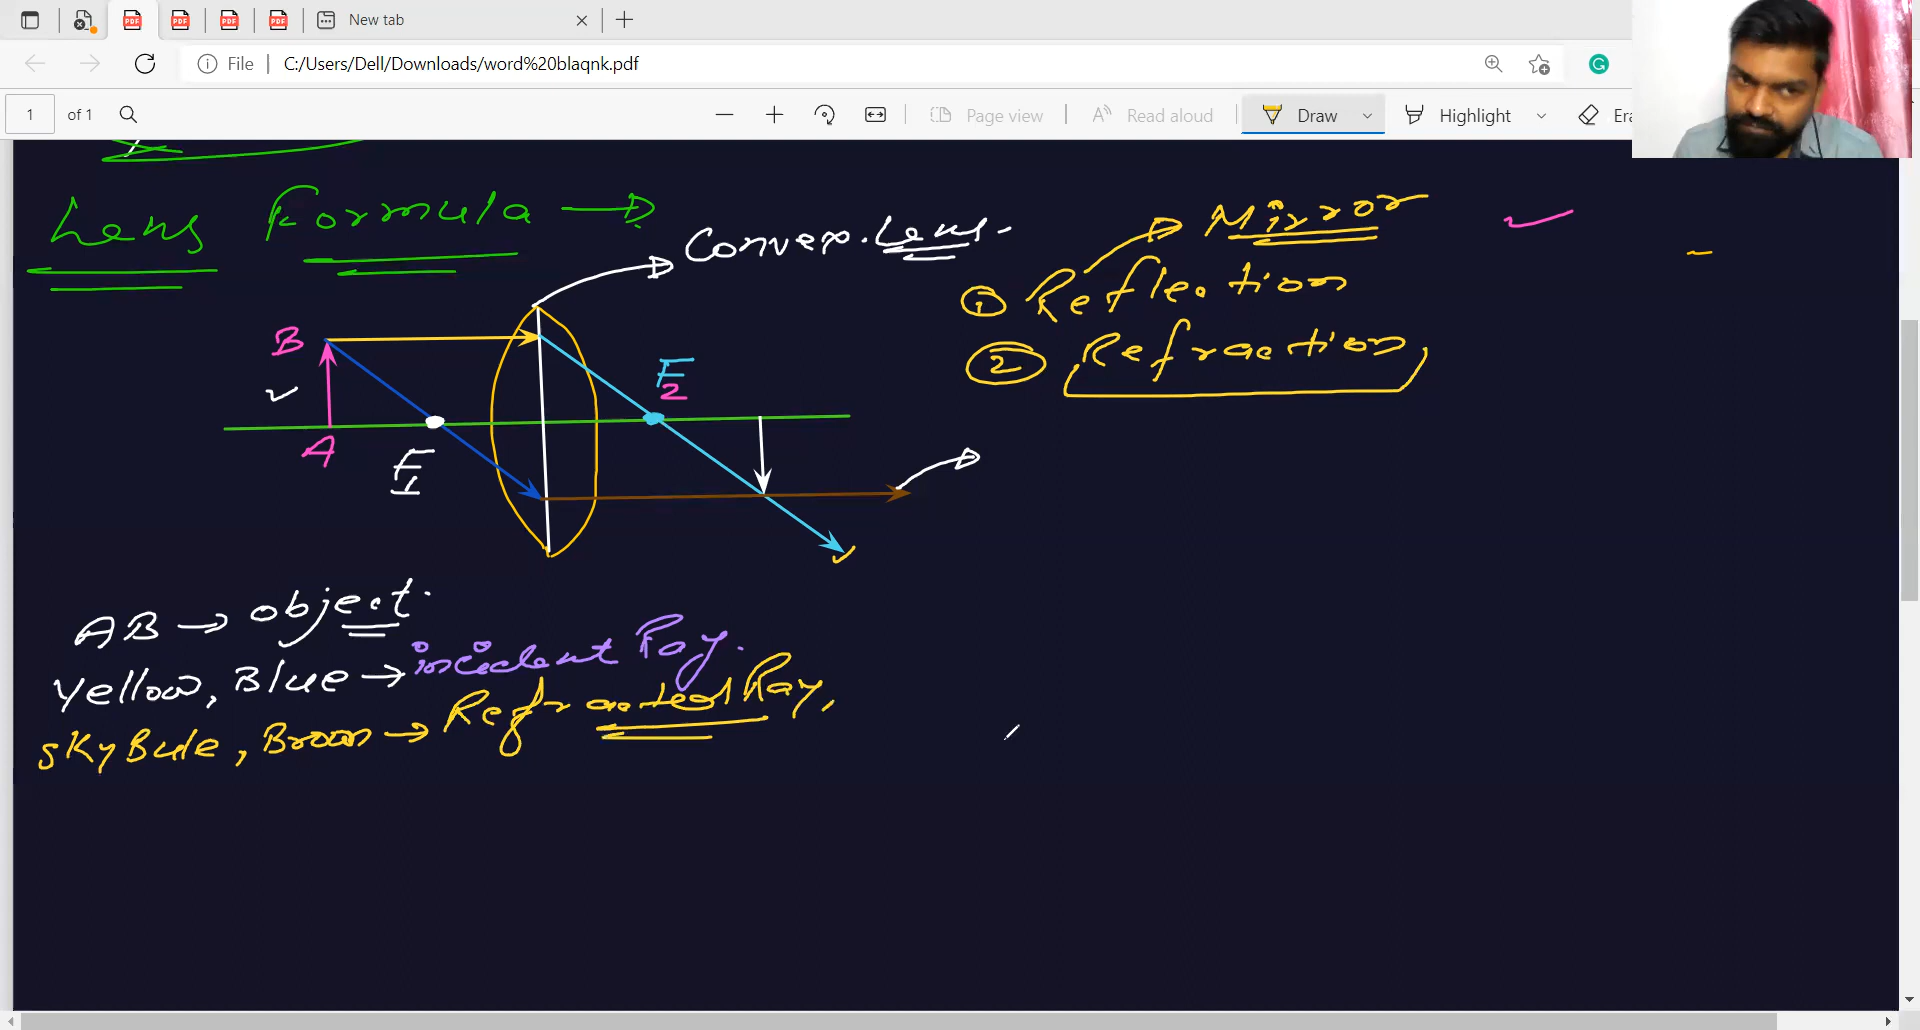 New tab
File
C:/Users/Dell/Downloads/word%20blaqnk.pdf
1 of 1
Page view
Read aloud
Draw
Highlight
Era
Lens Formula →
Convex. Lens.
Mirror
① Reflection
② Refraction,
B
F2
A
F1
AB → object.
Yellow, Blue → incident Ray.
skyBule, Brown → Refracted Ray,